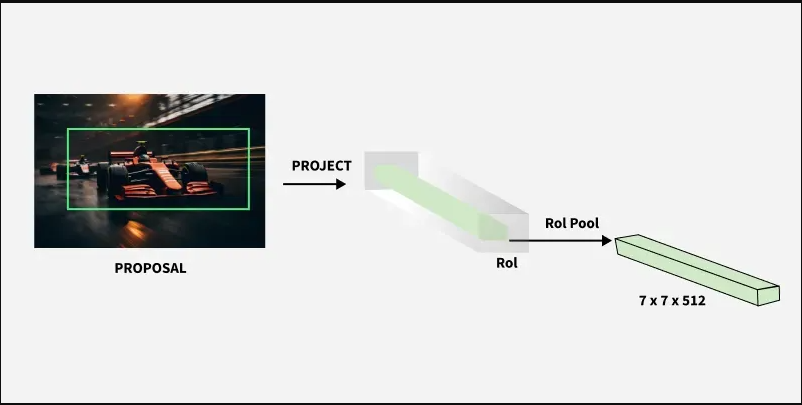 PROPOSAL
PROJECT
RoI
RoI Pool
7 x 7 x 512